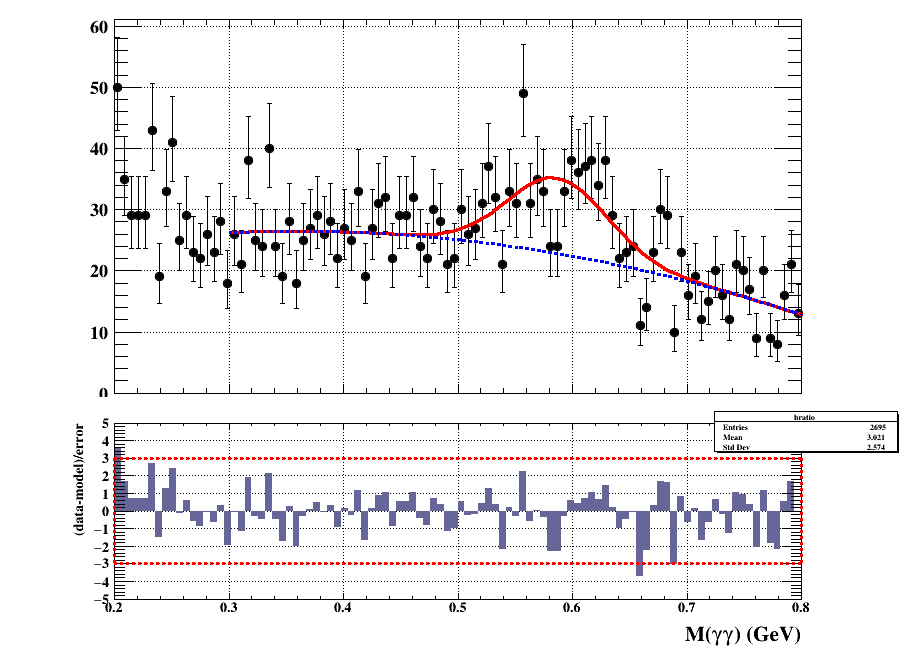 60
50
40
30
20
10
0
hratio
Entries 2695
Mean 3.021
Std Dev 2.574
(data-model)/error
5
4
3
2
1
0
−1
−2
−3
−4
−5
0.2 0.3 0.4 0.5 0.6 0.7 0.8
M(γγ) (GeV)